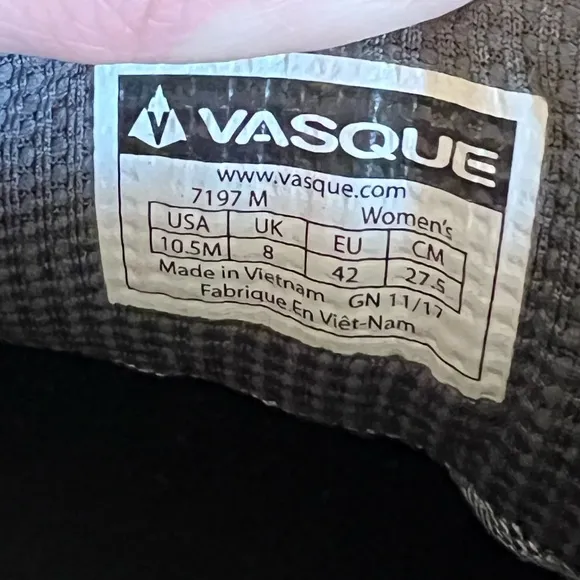 VASQUE
www.vasque.com
7197 M Women's
USA UK EU CM
10.5M 8 42 27.5
Made in Vietnam GN 11/17
Fabrique En Viêt-Nam